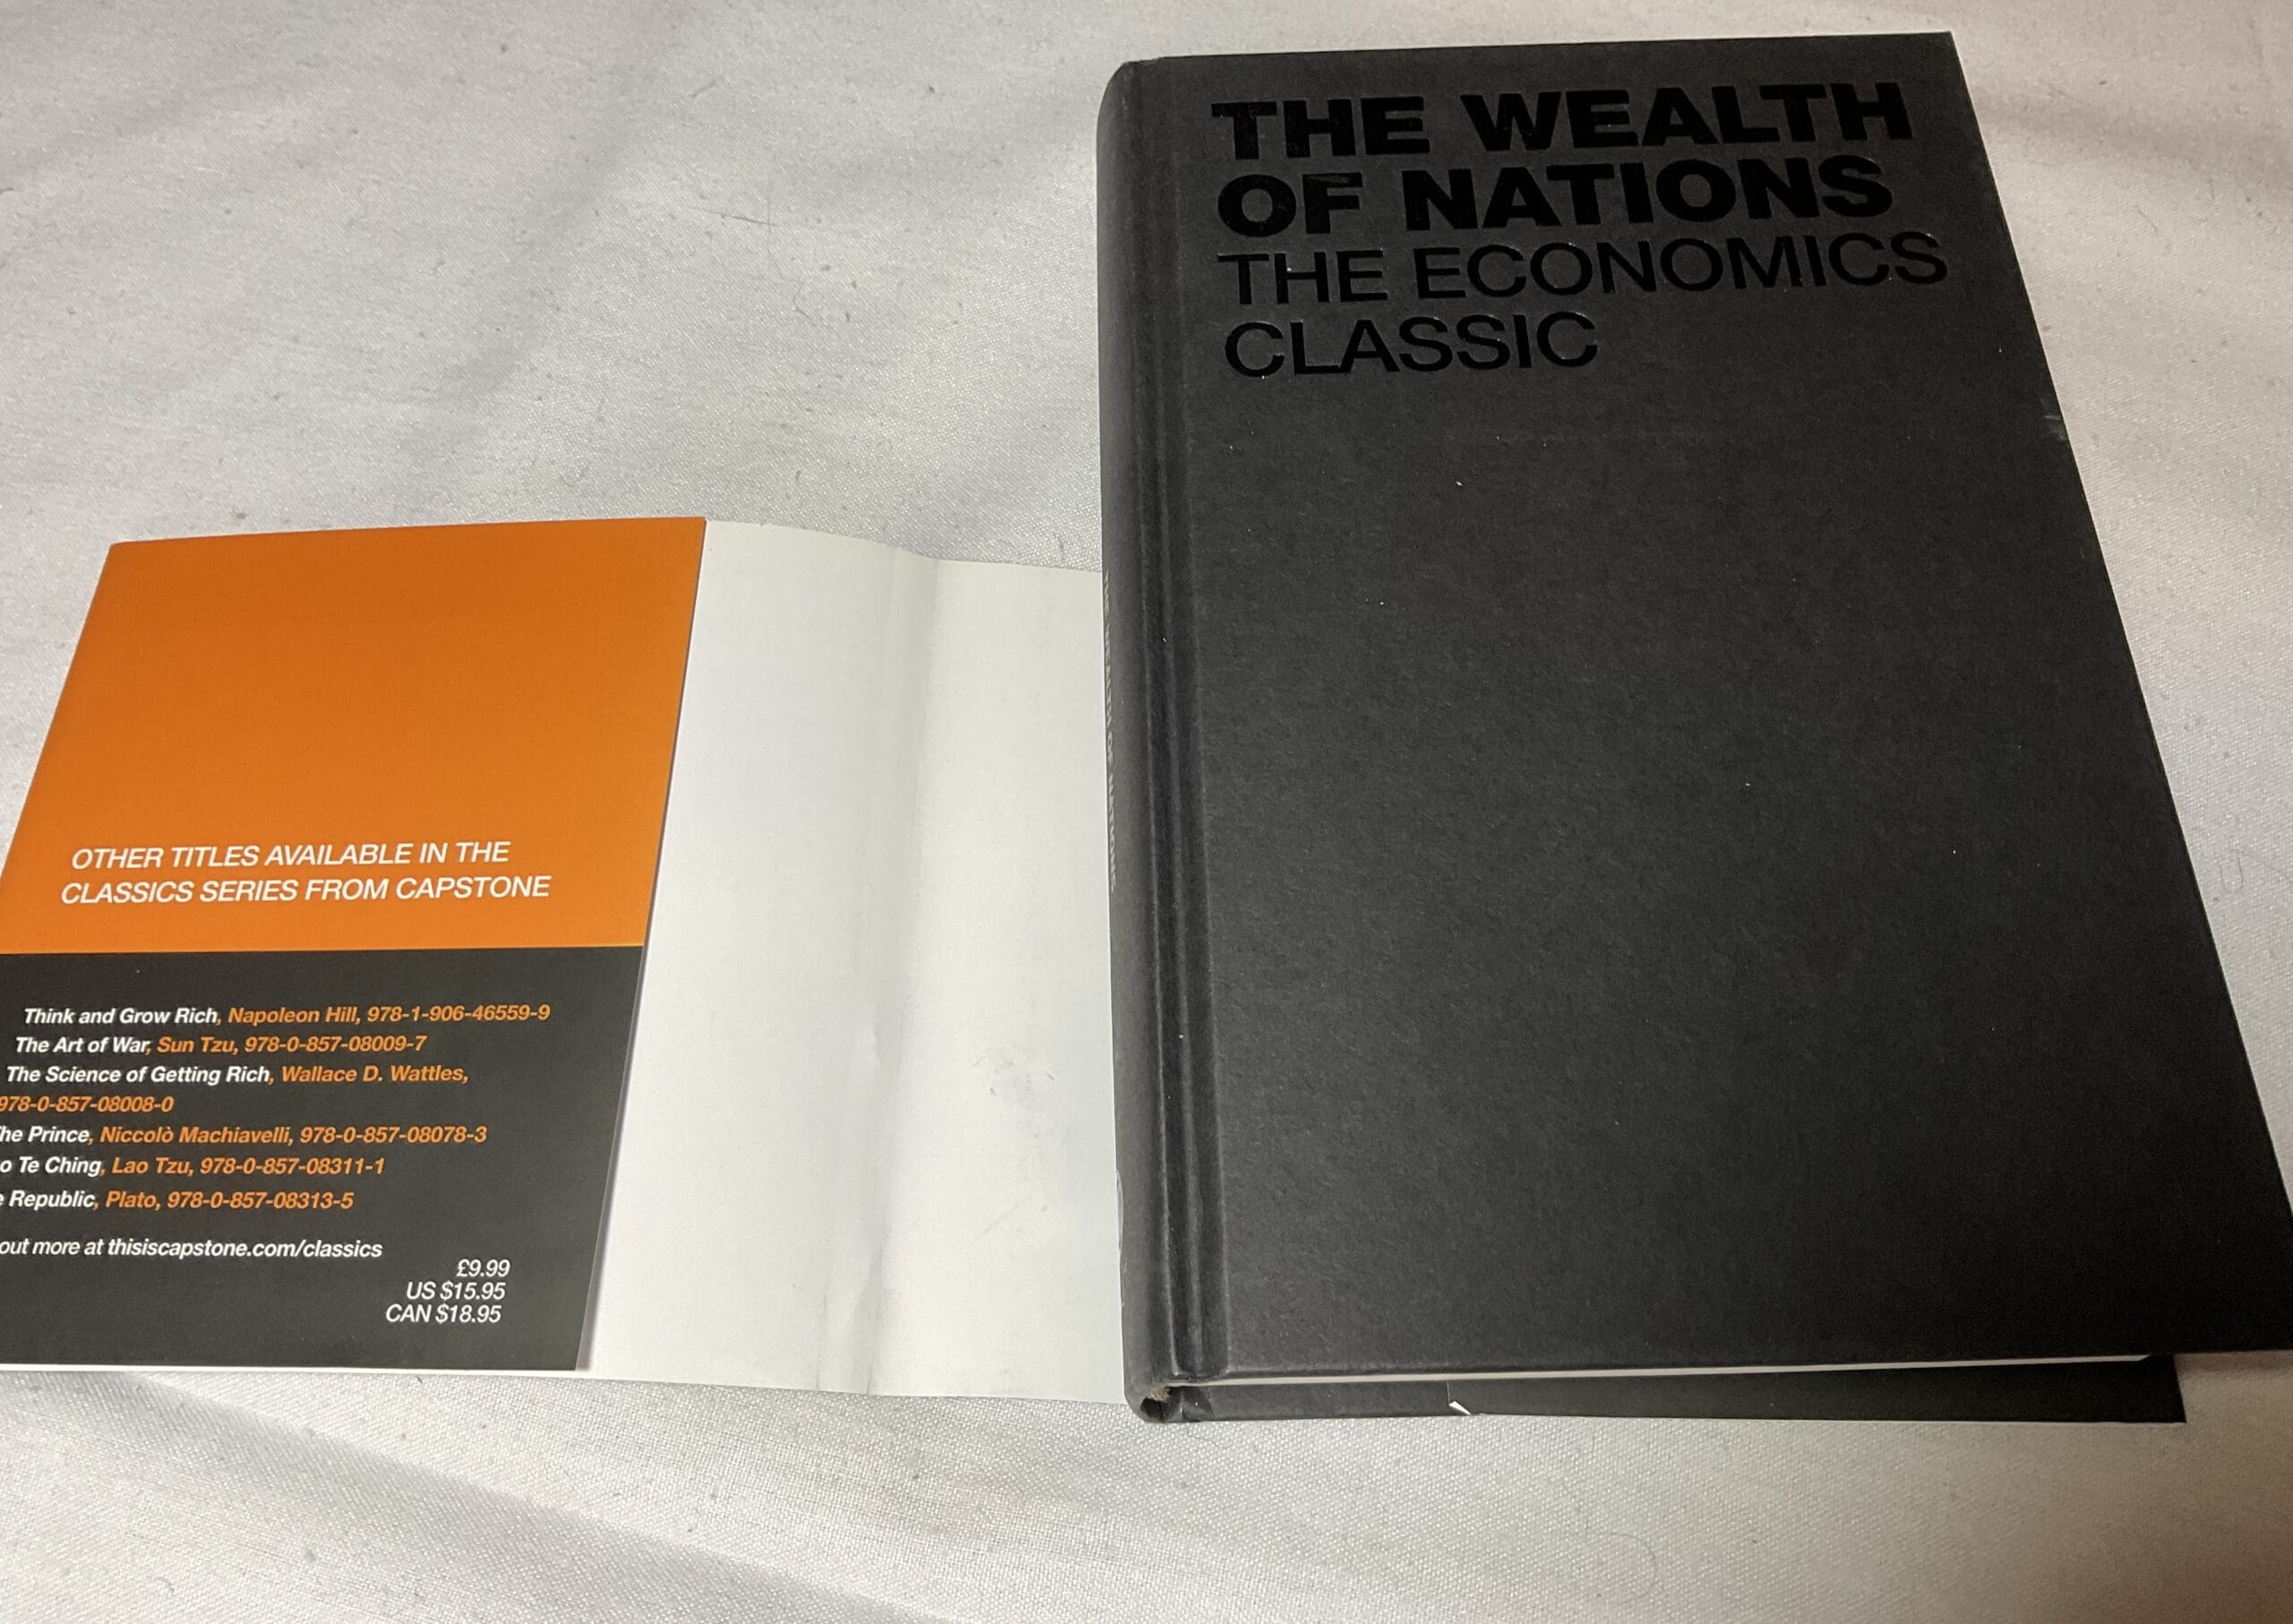 OTHER TITLES AVAILABLE IN THE
CLASSICS SERIES FROM CAPSTONE
Think and Grow Rich, Napoleon Hill, 978-1-906-46559-9
The Art of War, Sun Tzu, 978-0-857-08009-7
The Science of Getting Rich, Wallace D. Wattles,
978-0-857-08008-0
he Prince, Niccolò Machiavelli, 978-0-857-08078-3
o Te Ching, Lao Tzu, 978-0-857-08311-1
e Republic, Plato, 978-0-857-08313-5
out more at thisiscapstone.com/classics
£9.99
US $15.95
CAN $18.95
THE WEALTH OF NATIONS
THE WEALTH
OF NATIONS
THE ECONOMICS
CLASSIC